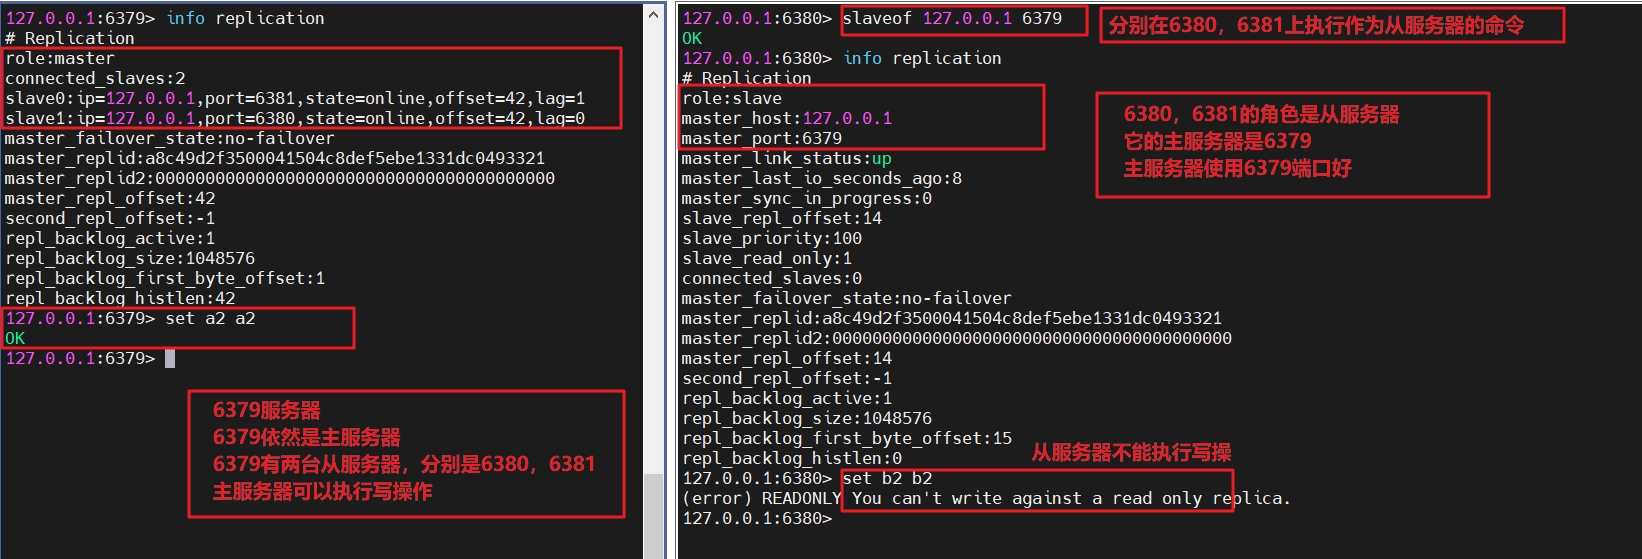 127.0.0.1:6379> info replication
# Replication
role:master
connected_slaves:2
slave0:ip=127.0.0.1,port=6381,state=online,offset=42,lag=1
slave1:ip=127.0.0.1,port=6380,state=online,offset=42,lag=0
master_failover_state:no-failover
master_replid:a8c49d2f3500041504c8def5ebe1331dc0493321
master_replid2:0000000000000000000000000000000000000000
master_repl_offset:42
second_repl_offset:-1
repl_backlog_active:1
repl_backlog_size:1048576
repl_backlog_first_byte_offset:1
repl_backlog_histlen:42
127.0.0.1:6379> set a2 a2
OK
127.0.0.1:6379>
6379服务器
6379依然是主服务器
6379有两台从服务器，分别是6380，6381
主服务器可以执行写操作
127.0.0.1:6380> slaveof 127.0.0.1 6379
分别在6380，6381上执行作为从服务器的命令
OK
127.0.0.1:6380> info replication
# Replication
role:slave
master_host:127.0.0.1
master_port:6379
6380，6381的角色是从服务器
它的主服务器是6379
主服务器使用6379端口好
master_link_status:up
master_last_io_seconds_ago:8
master_sync_in_progress:0
slave_repl_offset:14
slave_priority:100
slave_read_only:1
connected_slaves:0
master_failover_state:no-failover
master_replid:a8c49d2f3500041504c8def5ebe1331dc0493321
master_replid2:0000000000000000000000000000000000000000
master_repl_offset:14
second_repl_offset:-1
repl_backlog_active:1
repl_backlog_size:1048576
repl_backlog_first_byte_offset:15
repl_backlog_histlen:0
从服务器不能执行写操
127.0.0.1:6380> set b2 b2
(error) READONLY You can't write against a read only replica.
127.0.0.1:6380>